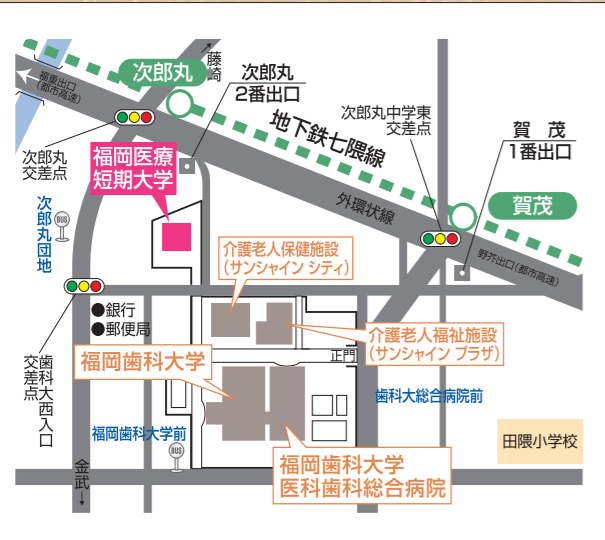 藤崎
次郎丸
福重出口
(都市高速)
次郎丸
2番出口
地下鉄七隈線
次郎丸中学東
交差点
賀茂
1番出口
次郎丸
交差点
福岡医療
短期大学
賀茂
外環状線
次郎丸団地
BUS
介護老人保健施設
(サンシャイン シティ)
野芥出口(都市高速)
●銀行
●郵便局
介護老人福祉施設
(サンシャイン プラザ)
正門
福岡歯科大学
歯科大西入口
交差点
歯科大総合病院前
福岡歯科大学前
BUS
田隈小学校
福岡歯科大学
医科歯科総合病院
金武